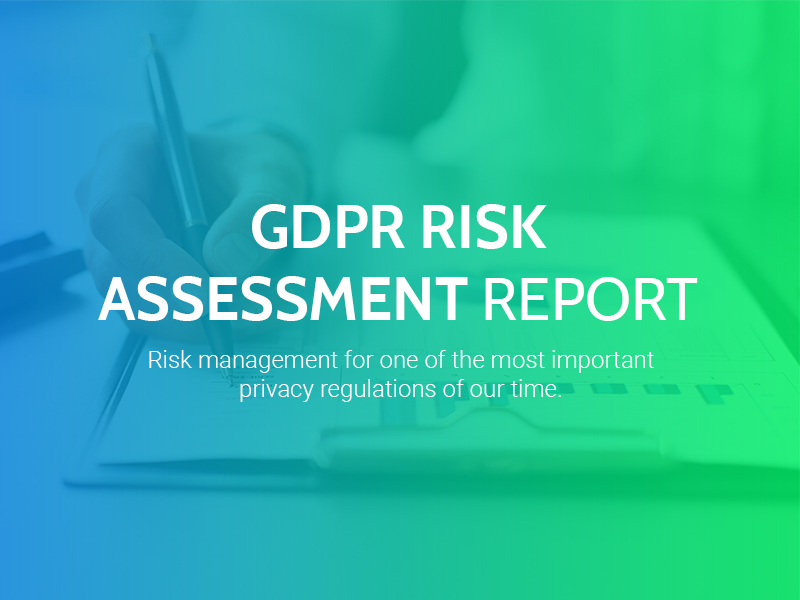 GDPR RISK
ASSESSMENT REPORT
Risk management for one of the most important
privacy regulations of our time.